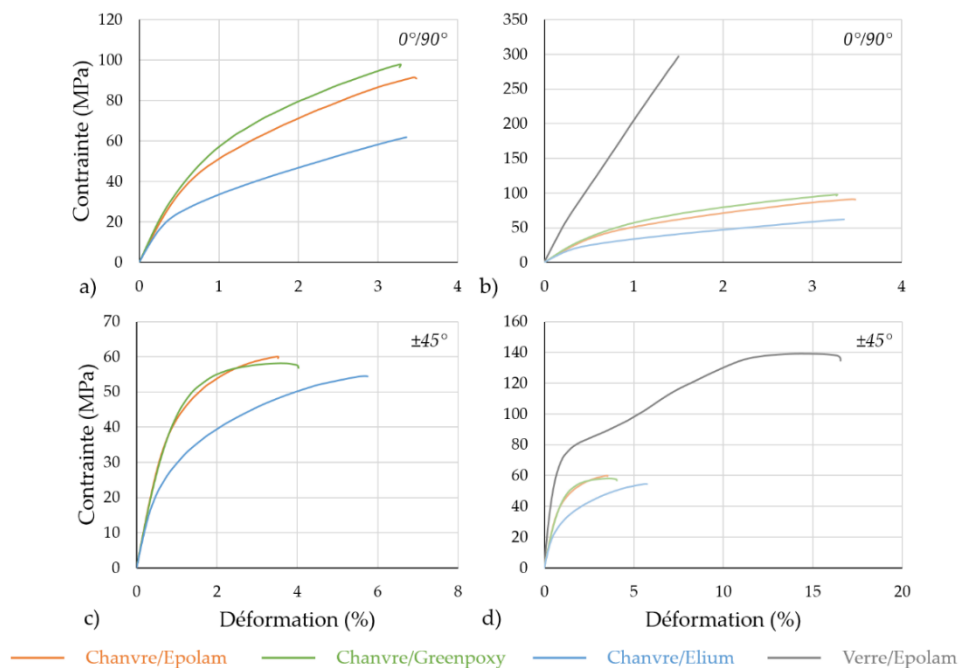 120
100
80
60
40
20
0
0 1 2 3 4
0°/90°
a)
Contrainte (MPa)
350
300
250
200
150
100
50
0
0 1 2 3 4
0°/90°
b)
70
60
50
40
30
20
10
0
0 2 4 6 8
±45°
c)
Contrainte (MPa)
Déformation (%)
160
140
120
100
80
60
40
20
0
0 5 10 15 20
±45°
d)
Déformation (%)
Chanvre/Epolam Chanvre/Greenpoxy Chanvre/Elium Verre/Epolam